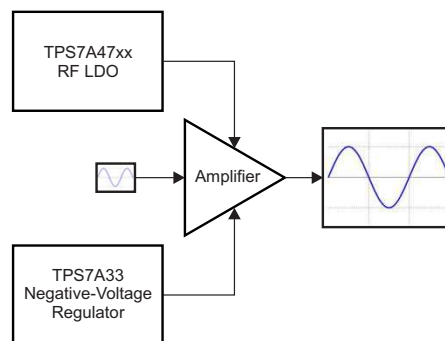 TPS7A47xx
RF LDO
Amplifier
TPS7A33
Negative-Voltage
Regulator